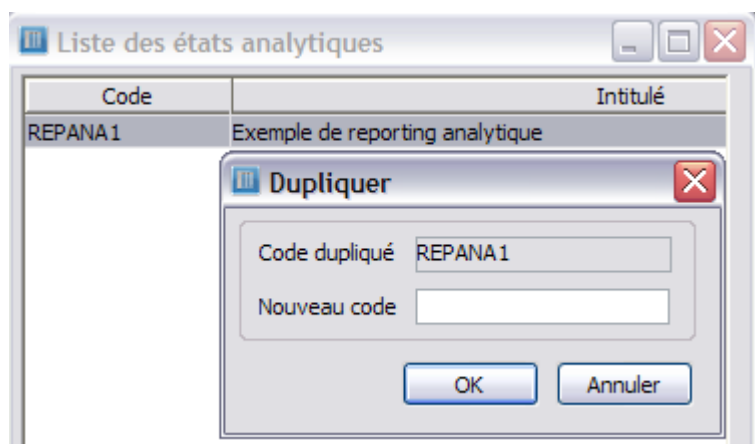 Liste des états analytiques
Code Intitulé
REPANA1 Exemple de reporting analytique
Dupliquer
Code dupliqué REPANA1
Nouveau code
OK Annuler